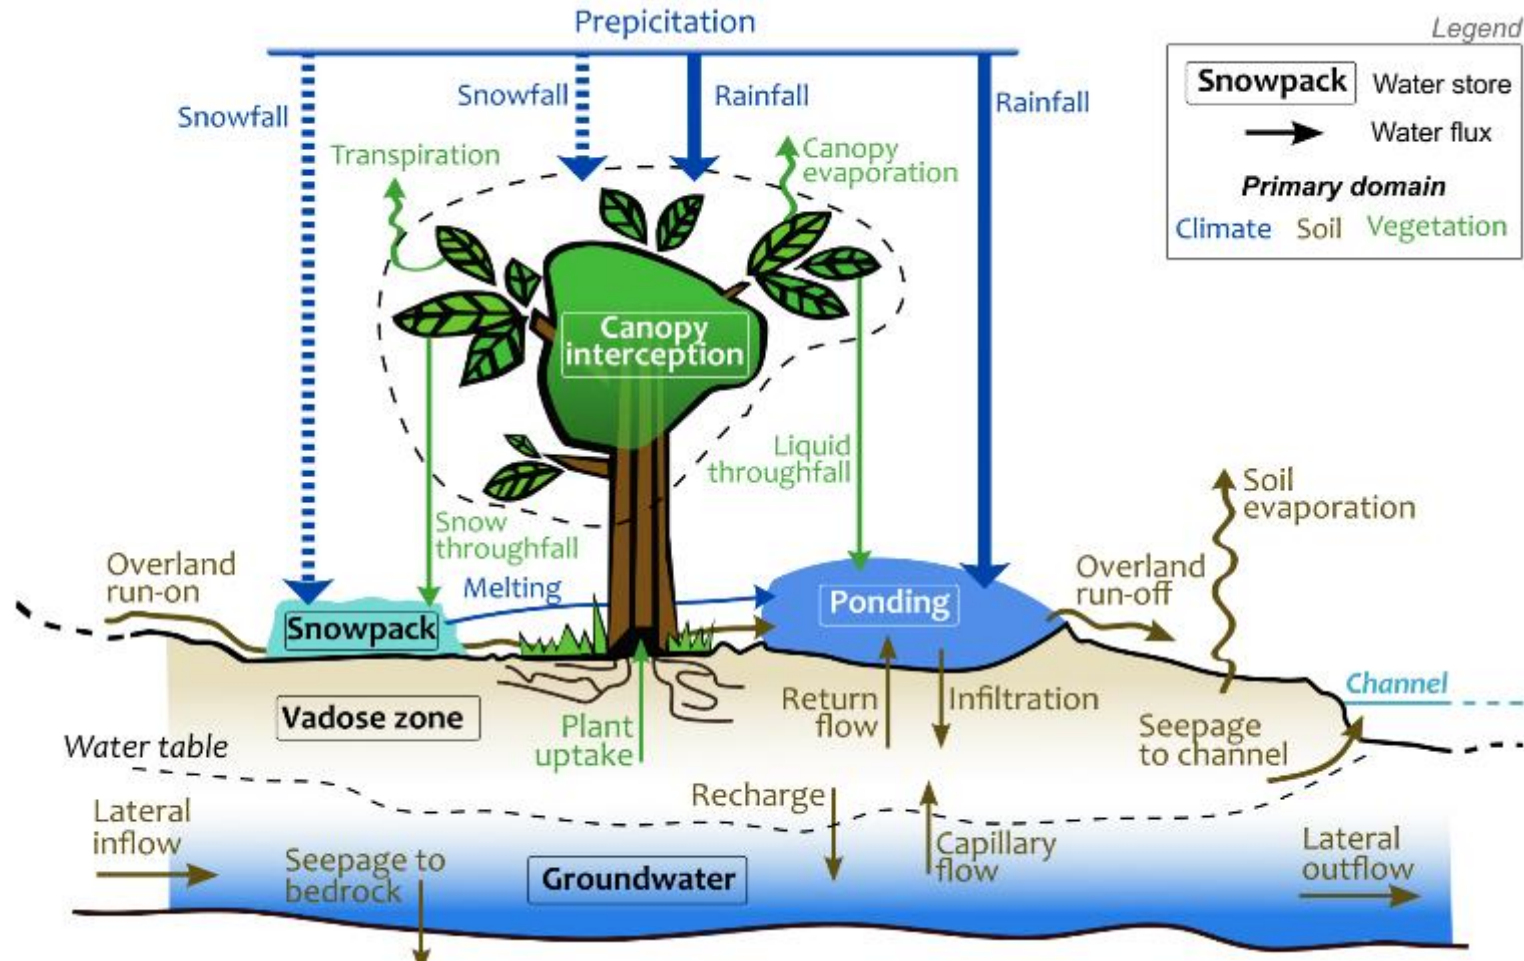 Prepicitation
Legend
Snowpack Water store
Water flux
Primary domain
Climate Soil Vegetation
Snowfall
Snowfall
Rainfall
Rainfall
Transpiration
Canopy
evaporation
Canopy
interception
Liquid
throughfall
Snow
throughfall
Soil
evaporation
Overland
run-on
Melting
Overland
run-off
Snowpack
Ponding
Vadose zone
Plant
uptake
Return
flow
Infiltration
Channel
Seepage
to channel
Water table
Recharge
Capillary
flow
Lateral
inflow
Seepage to
bedrock
Groundwater
Lateral
outflow